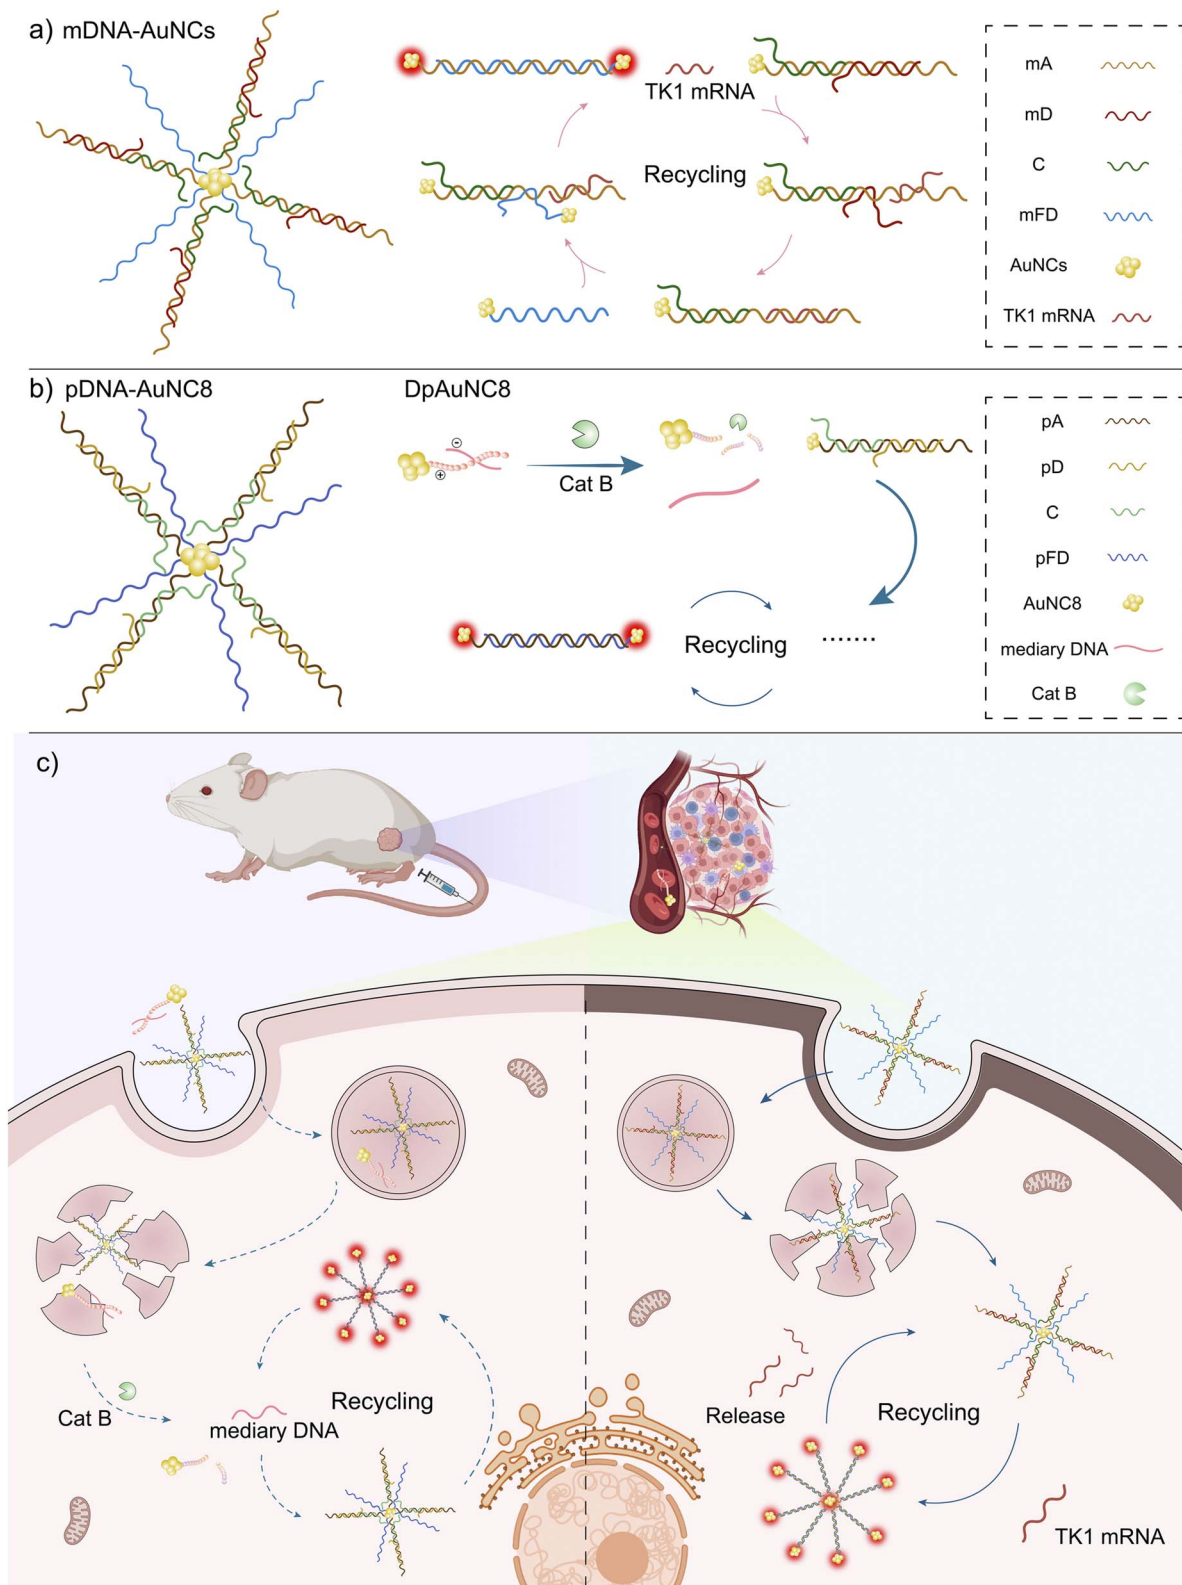 a) mDNA-AuNCs
TK1 mRNA
Recycling
mA
mD
C
mFD
AuNCs
TK1 mRNA
b) pDNA-AuNC8
DpAuNC8
−
+
Cat B
Recycling
.......
pA
pD
C
pFD
AuNC8
mediary DNA
Cat B
c)
Cat B
mediary DNA
Recycling
Release
Recycling
TK1 mRNA